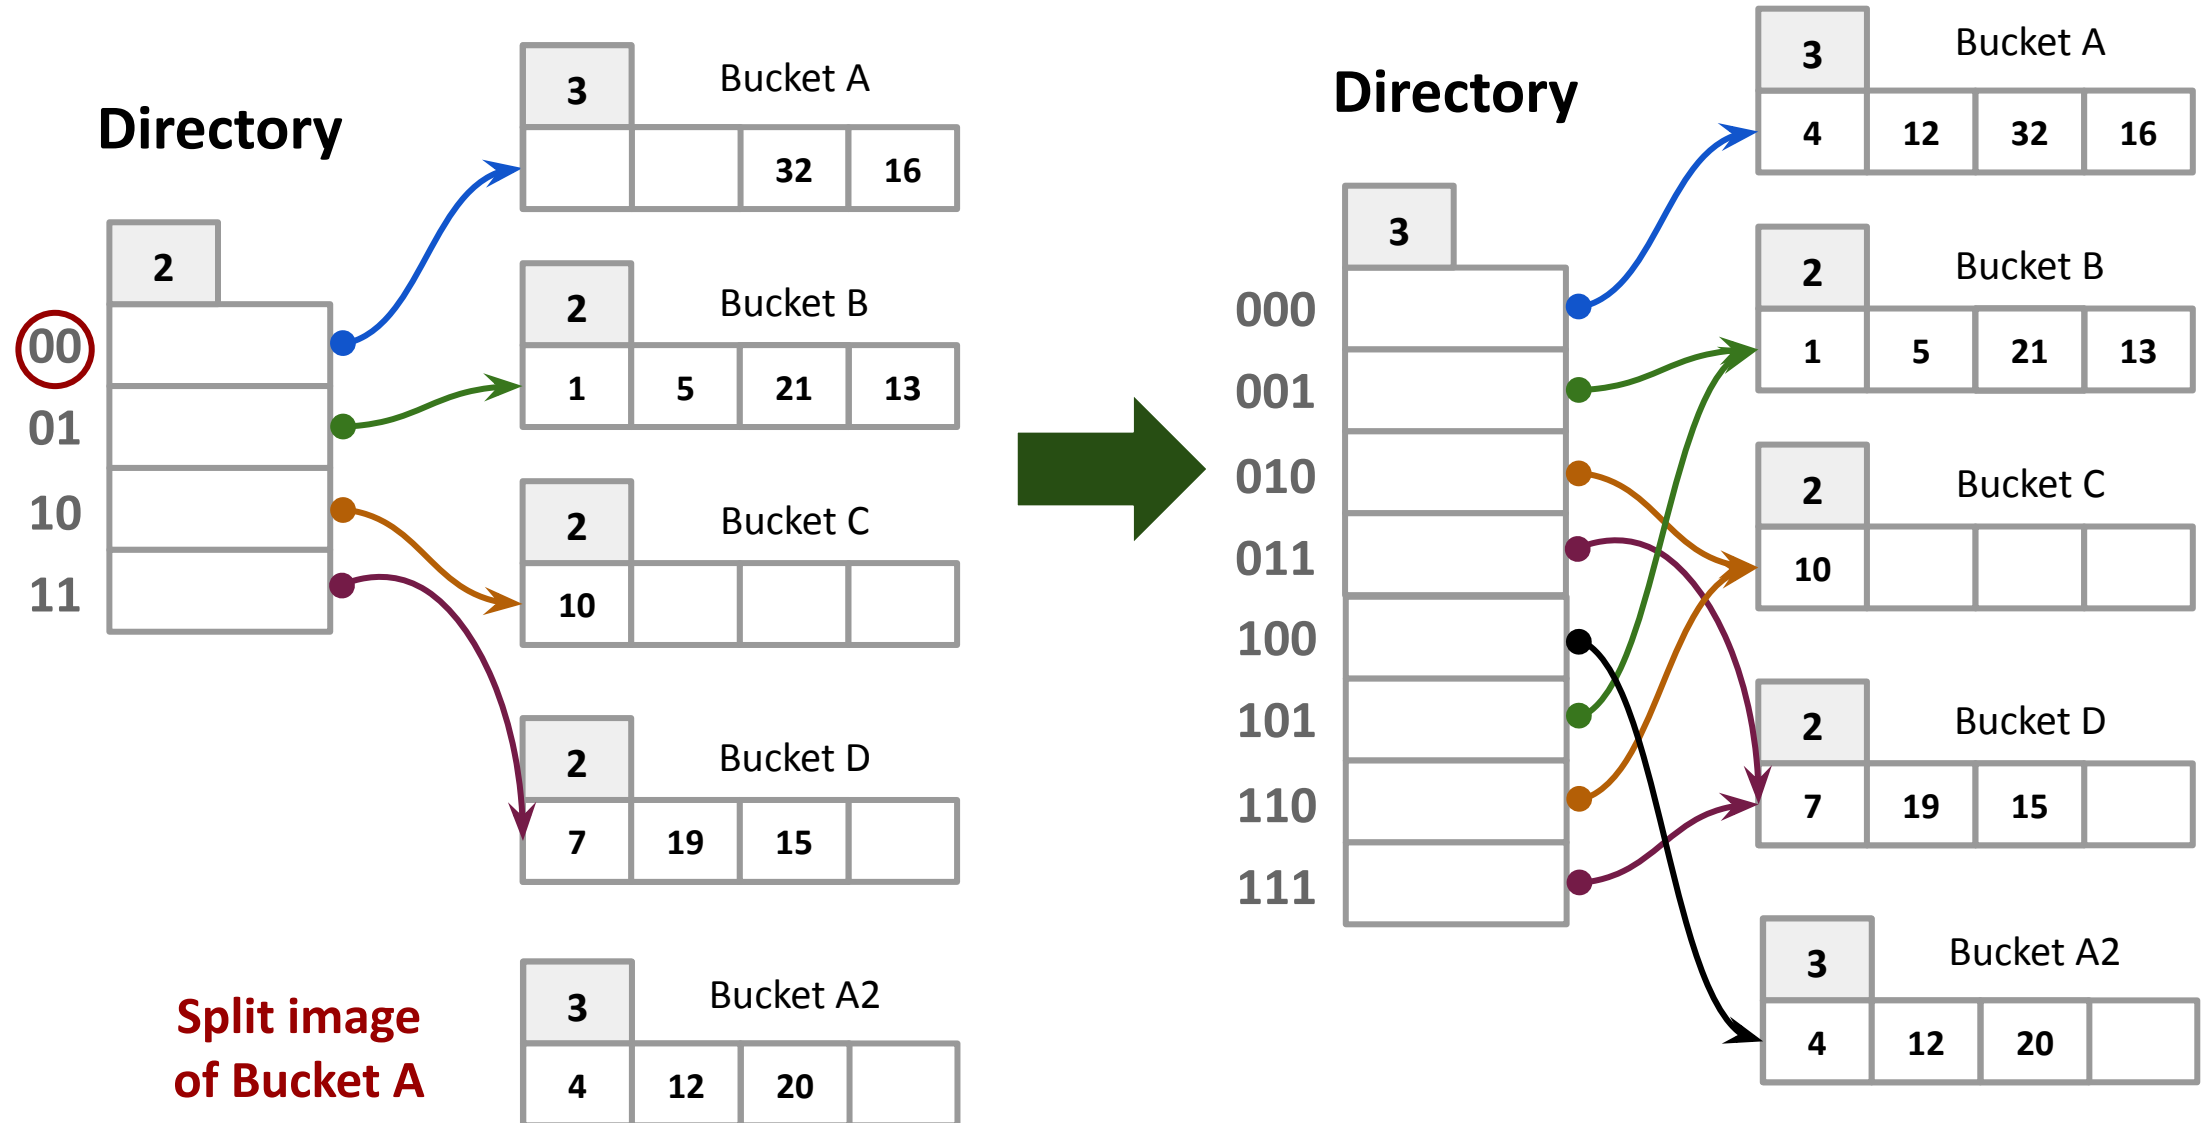 Directory
2
00
01
10
11
3
Bucket A
32 16
2
Bucket B
1 5 21 13
2
Bucket C
10
2
Bucket D
7 19 15
Split image
of Bucket A
3
Bucket A2
4 12 20
Directory
3
000
001
010
011
100
101
110
111
3
Bucket A
4 12 32 16
2
Bucket B
1 5 21 13
2
Bucket C
10
2
Bucket D
7 19 15
3
Bucket A2
4 12 20